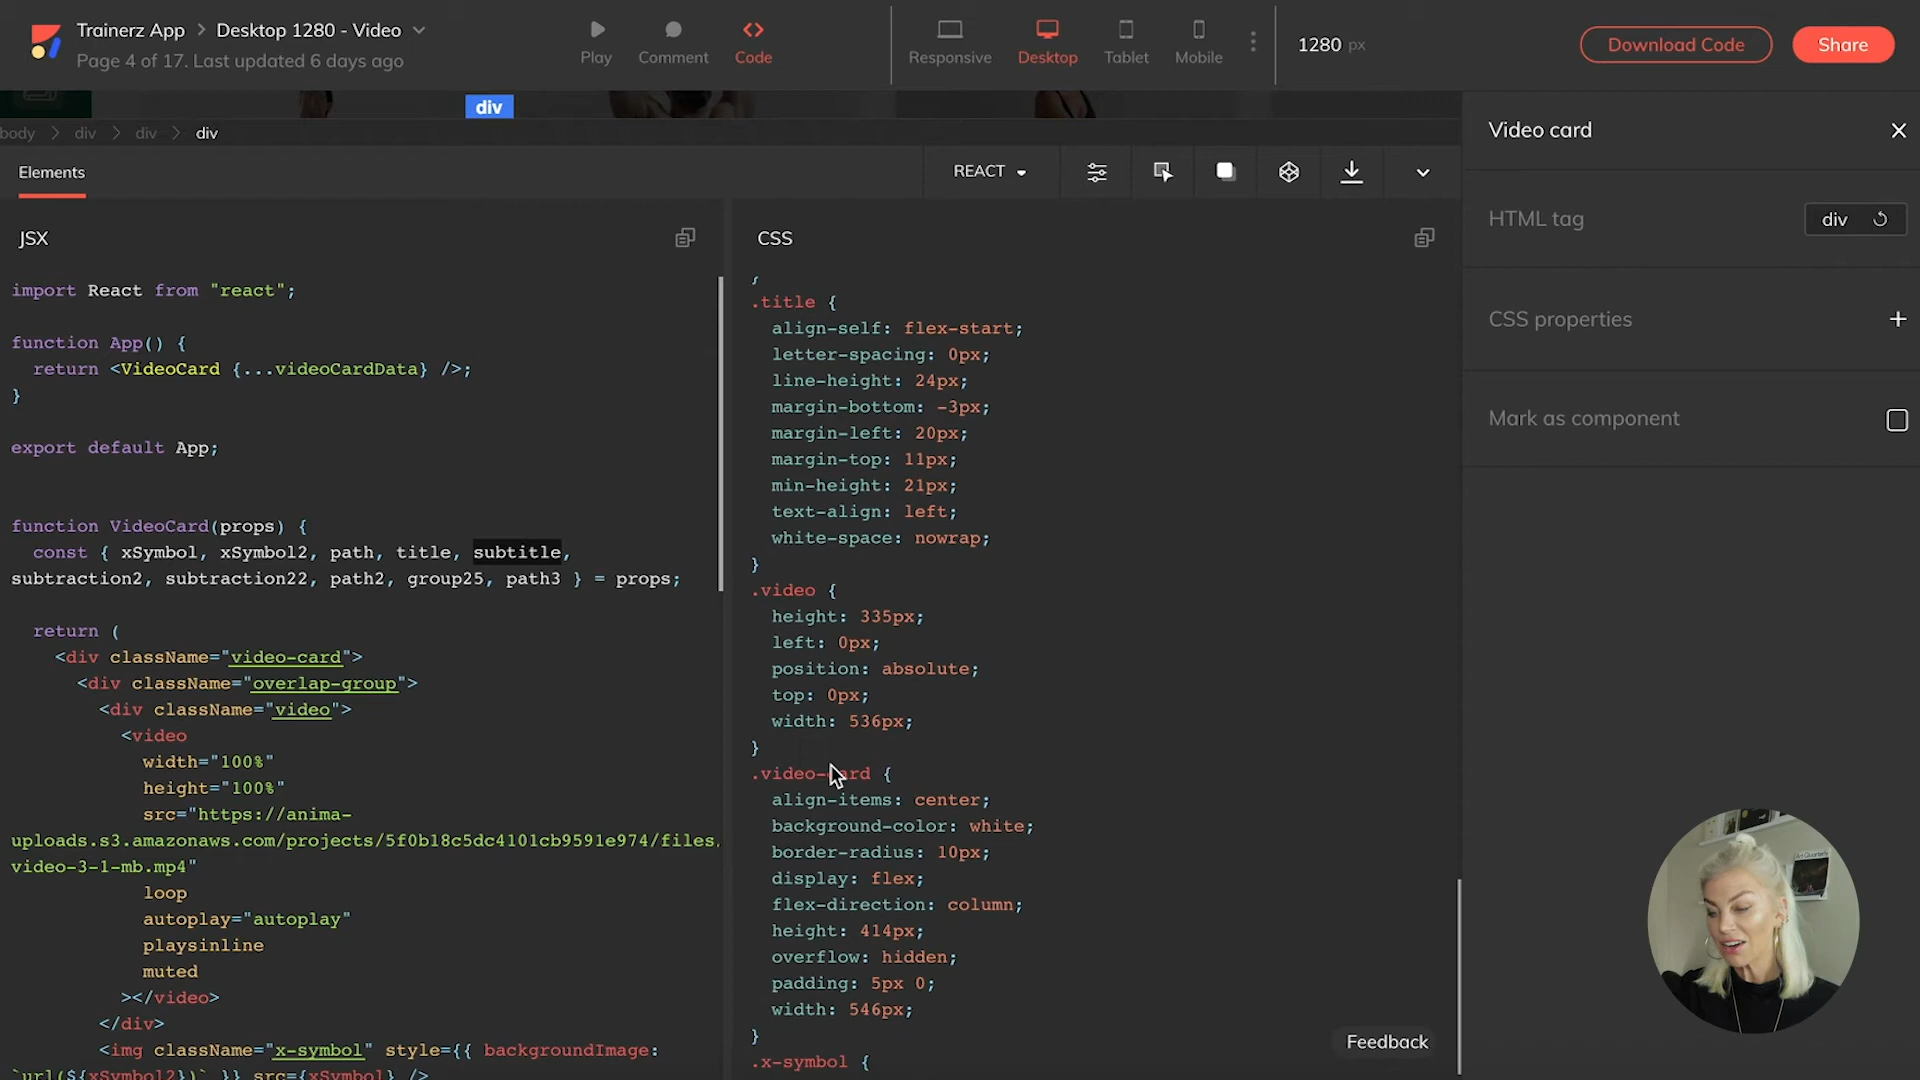 Trainerz App > Desktop 1280 - Video
Page 4 of 17. Last updated 6 days ago
Play
Comment
Code
Responsive
Desktop
Tablet
Mobile
1280 px
Download Code
Share
div
body > div > div > div
Elements
REACT
JSX
import React from "react";
function App() {
return <VideoCard {...videoCardData} />;
}
export default App;
function VideoCard(props) {
const { xSymbol, xSymbol2, path, title, subtitle,
subtraction2, subtraction22, path2, group25, path3 } = props;
return (
<div className="video-card">
<div className="overlap-group">
<div className="video">
<video
width="100%"
height="100%"
src="https://anima-
uploads.s3.amazonaws.com/projects/5f0b18c5dc4101cb9591e974/files.
video-3-1-mb.mp4"
loop
autoplay="autoplay"
playsinline
muted
></video>
</div>
<img className="x-symbol" style={{ backgroundImage:
`url(${xSymbol2})` }} src={xSymbol} />
CSS
.title {
align-self: flex-start;
letter-spacing: 0px;
line-height: 24px;
margin-bottom: -3px;
margin-left: 20px;
margin-top: 11px;
min-height: 21px;
text-align: left;
white-space: nowrap;
}
.video {
height: 335px;
left: 0px;
position: absolute;
top: 0px;
width: 536px;
}
.video-card {
align-items: center;
background-color: white;
border-radius: 10px;
display: flex;
flex-direction: column;
height: 414px;
overflow: hidden;
padding: 5px 0;
width: 546px;
}
.x-symbol {
Feedback
Video card
HTML tag
div
CSS properties
Mark as component